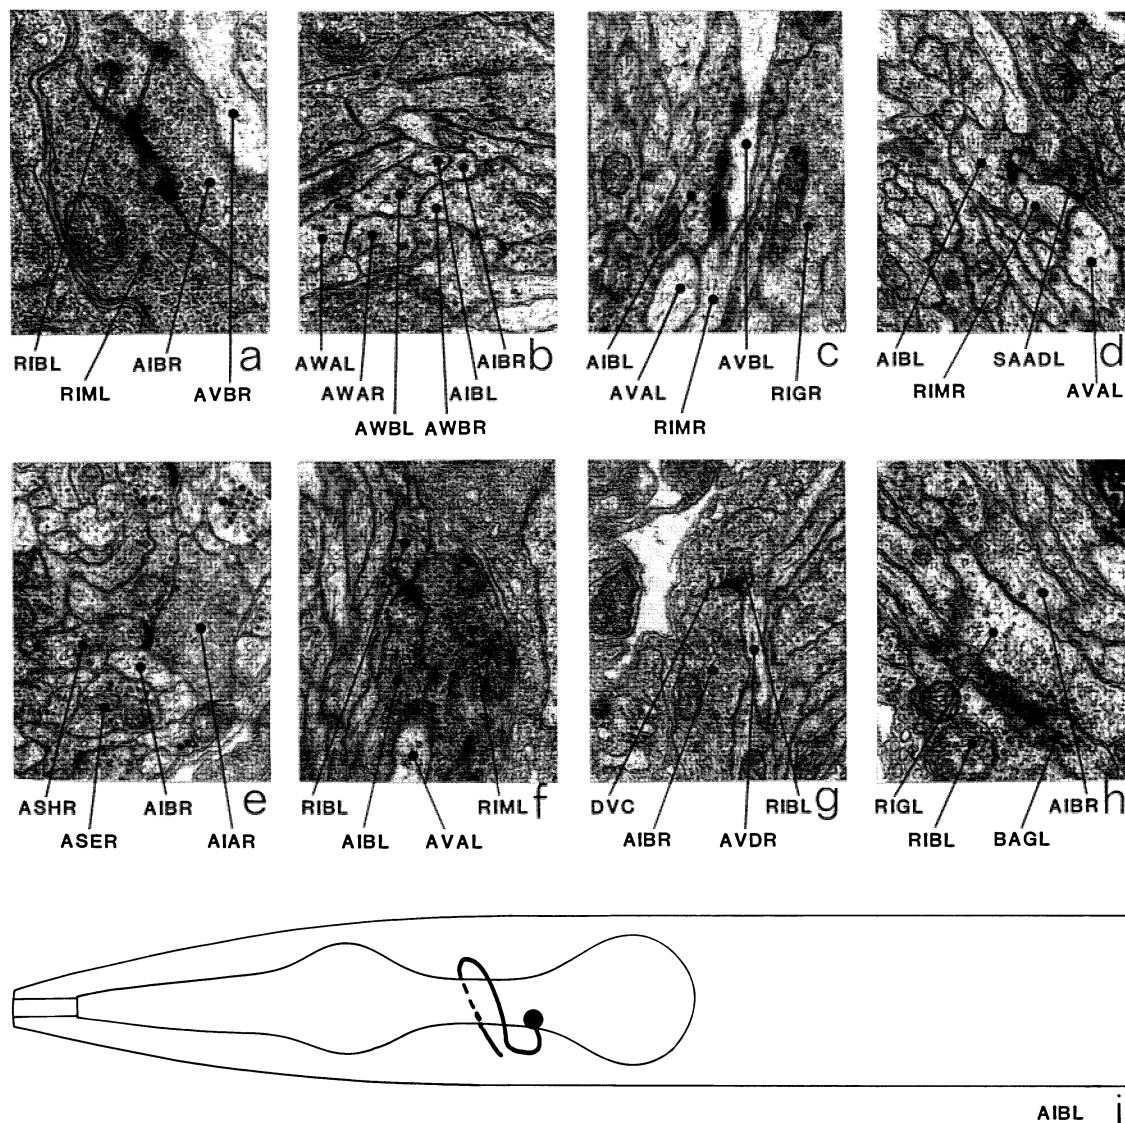 RIBL AIBR a
RIML AVBR
AWAL AIBR b
AWAR AIBL
AWBL AWBR
AIBL AVBL c
AVAL RIGR
RIMR
AIBL SAADL d
RIMR AVAL
ASHR AIBR e
ASER AIAR
RIBL RIML f
AIBL AVAL
DVC RIBL g
AIBR AVDR
RIGL AIBR h
RIBL BAGL
AIBL i